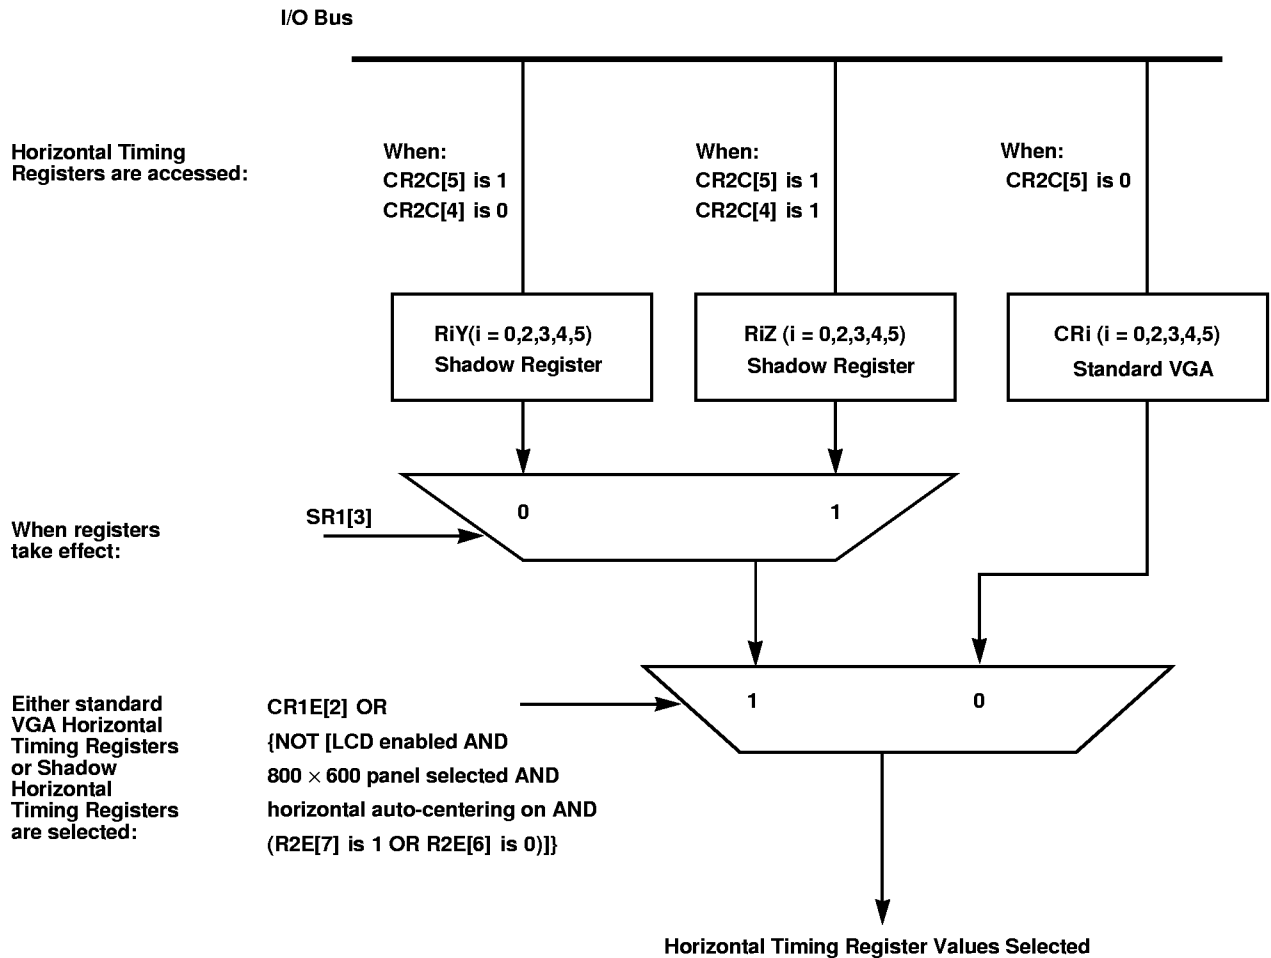 I/O Bus
Horizontal Timing
Registers are accessed:
When:
CR2C[5] is 1
CR2C[4] is 0
When:
CR2C[5] is 1
CR2C[4] is 1
When:
CR2C[5] is 0
RiY(i = 0,2,3,4,5)
Shadow Register
RiZ (i = 0,2,3,4,5)
Shadow Register
CRi (i = 0,2,3,4,5)
Standard VGA
When registers
take effect:
SR1[3]
0
1
Either standard
VGA Horizontal
Timing Registers
or Shadow
Horizontal
Timing Registers
are selected:
CR1E[2] OR
{NOT [LCD enabled AND
800 × 600 panel selected AND
horizontal auto-centering on AND
(R2E[7] is 1 OR R2E[6] is 0)]}
1
0
Horizontal Timing Register Values Selected